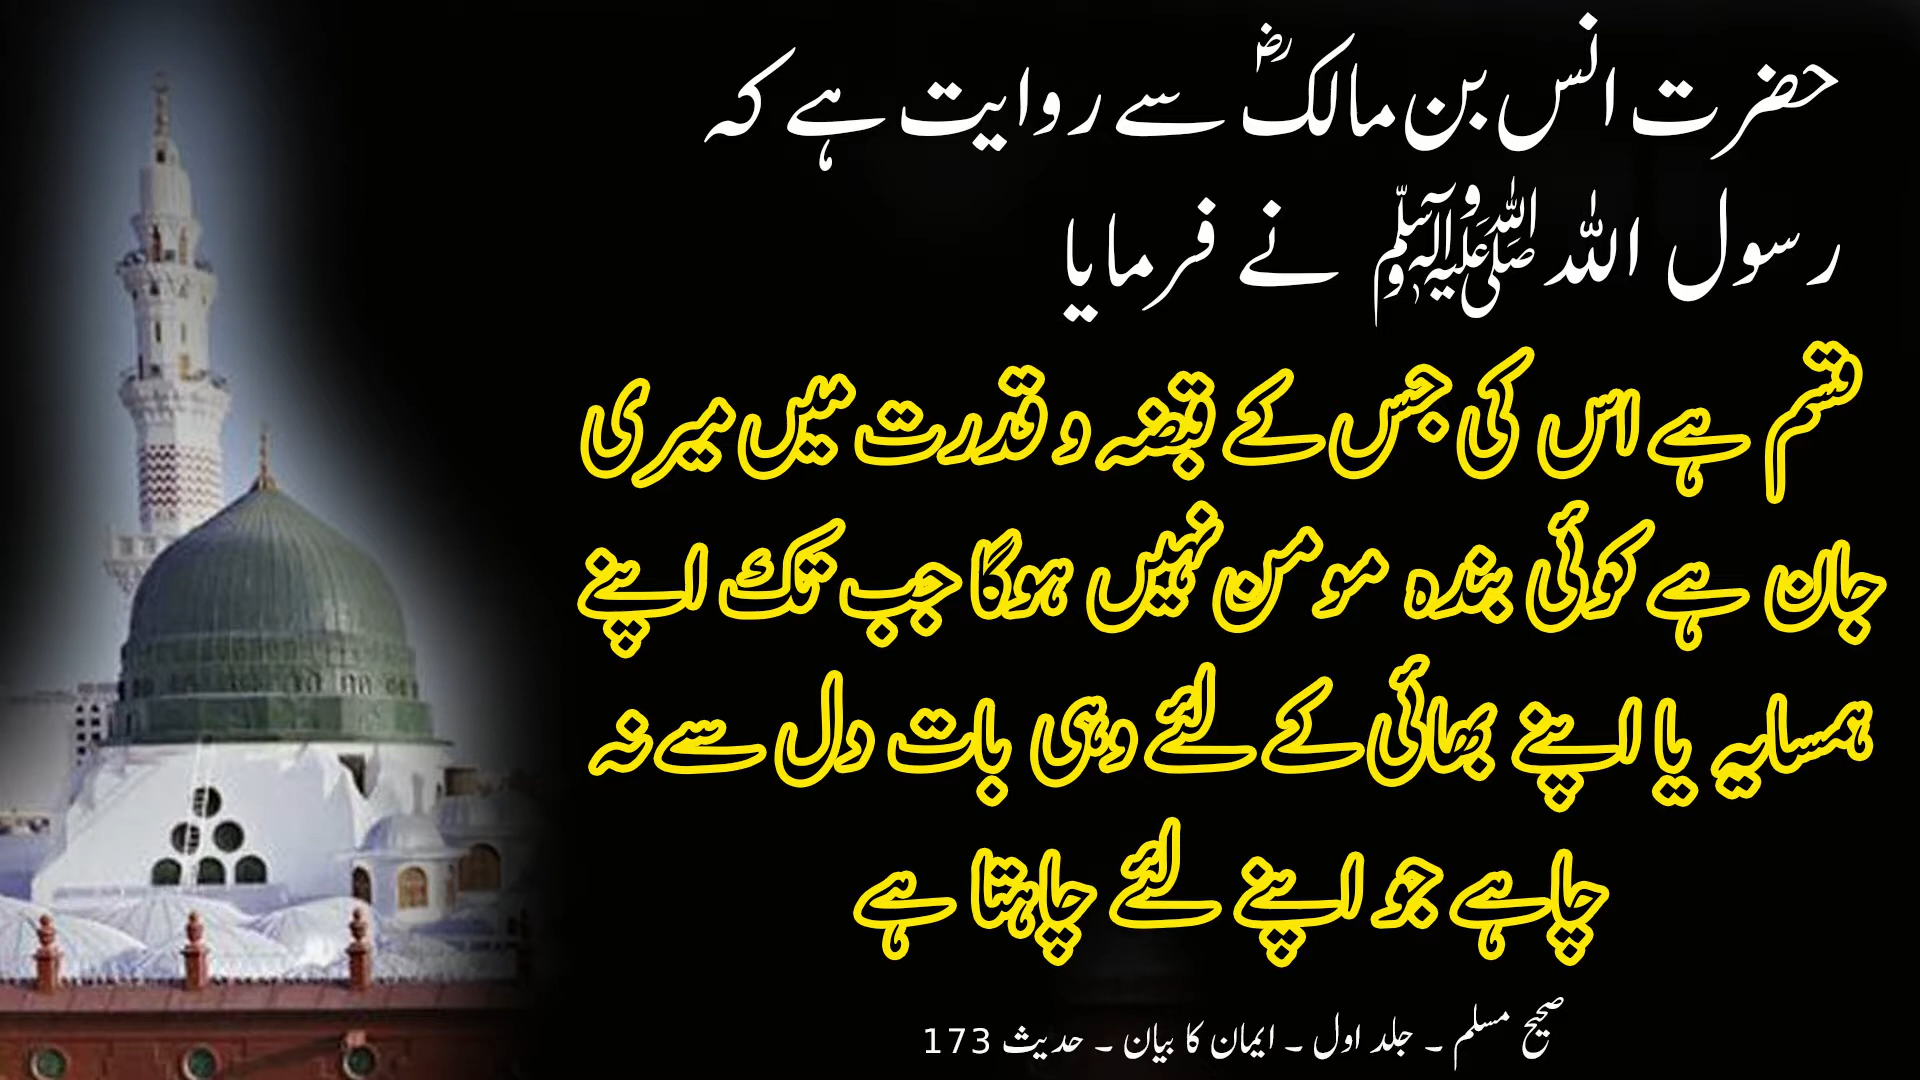 حضرت انس بن مالکؓ سے روایت ہے کہ
رسول اللہ ﷺ نے فرمایا
قسم ہے اس کی جس کے قبضہ و قدرت میں میری
جان ہے کوئی بندہ مومن نہیں ہوگا جب تک اپنے
ہمسایہ یا اپنے بھائی کے لئے وہی بات دل سے نہ
چاہے جو اپنے لئے چاہتا ہے
صحیح مسلم ۔ جلد اول ۔ ایمان کا بیان ۔ حدیث 173